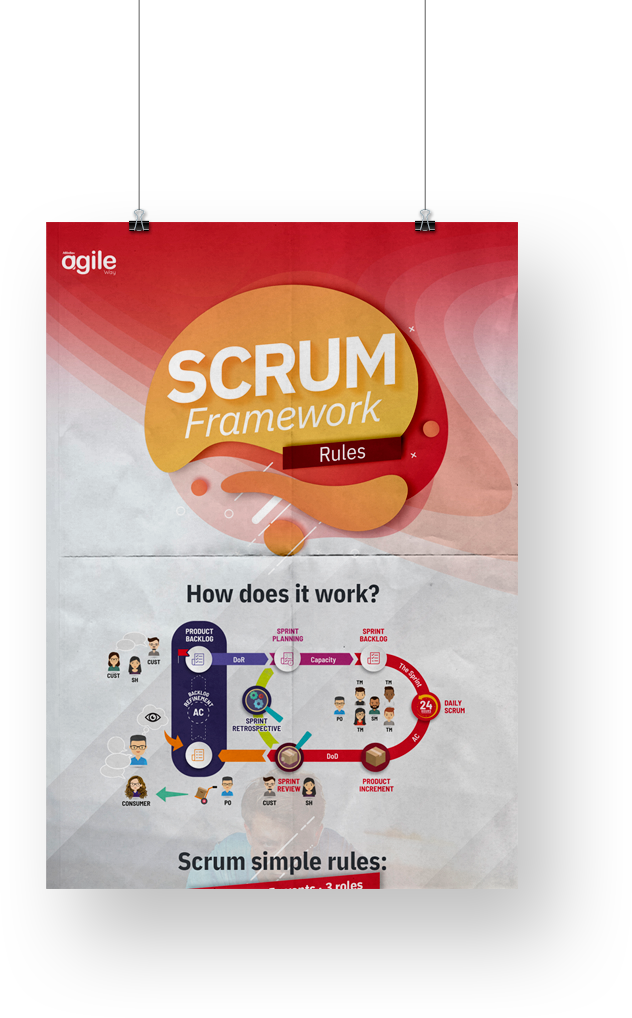 agile
way
SCRUM
Framework
Rules
How does it work?
PRODUCT
BACKLOG
SPRINT
PLANNING
SPRINT
BACKLOG
DoR
Capacity
The Sprint
CUST
SH
CUST
BACKLOG
REFINEMENT
AC
SPRINT
RETROSPECTIVE
TM
TM
PO
SM
TM
TM
TM
24
DAILY
SCRUM
AC
DoD
SPRINT
REVIEW
PRODUCT
INCREMENT
CONSUMER
PO
CUST
SH
Scrum simple rules:
3 roles